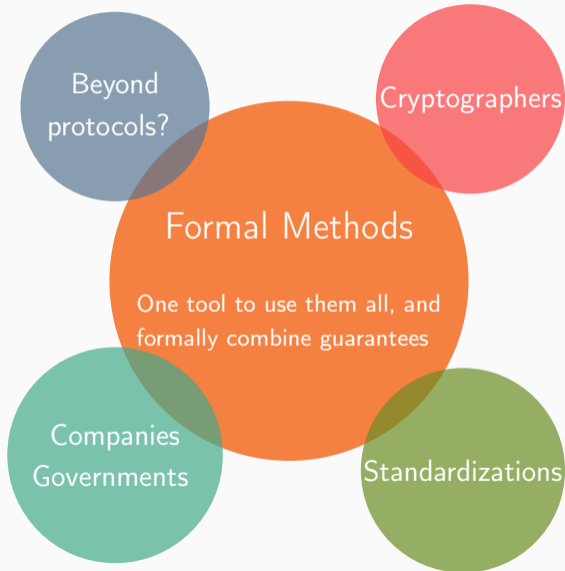 Beyond
protocols?
Cryptographers
Formal Methods
One tool to use them all, and
formally combine guarantees
Companies
Governments
Standardizations